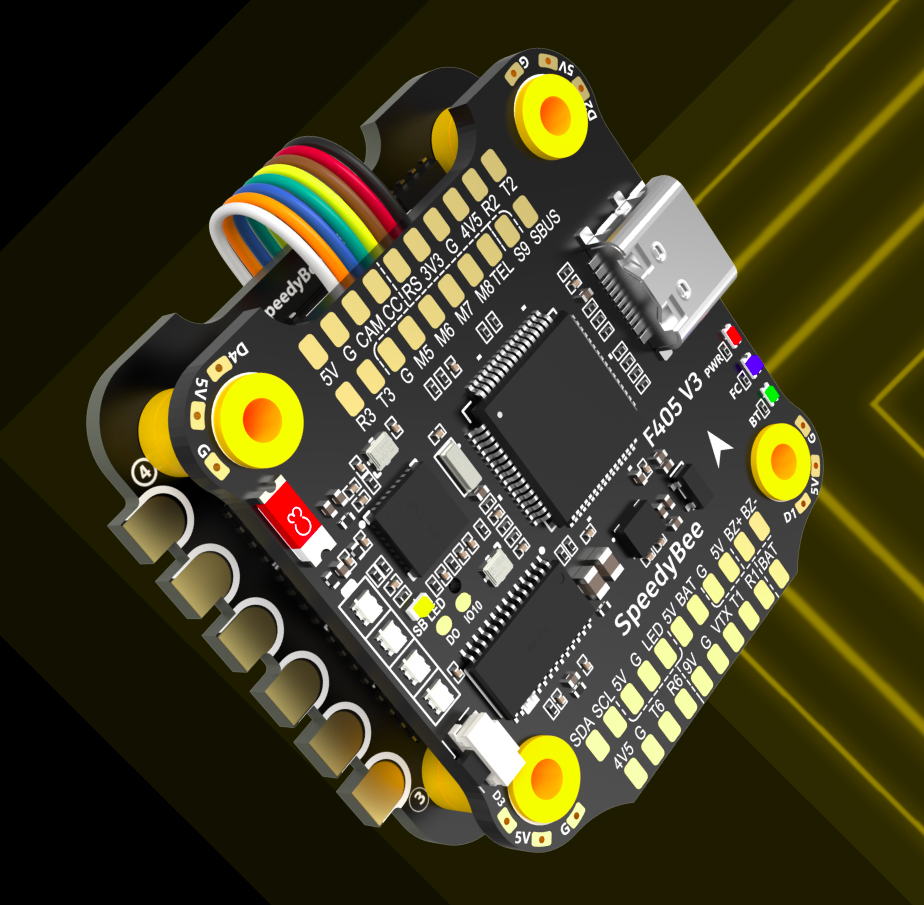 G 5V D2
5V G CAM CC RS 3V3 G 4V5 R2 T2
R3 T3 G M5 M6 M7 M8 TEL S9 SBUS
D4
5V
G
PWR
FC
BT
F405 V3
G
5V
D1
④
C3
SpeedyBee
SB LED
DO
IO10
SDA SCL 5V G LED 5V BAT G 5V BZ+ BZ-
4V5 G T6 R6 9V G VTX T1 R1 BAT
③
D3
5V
G